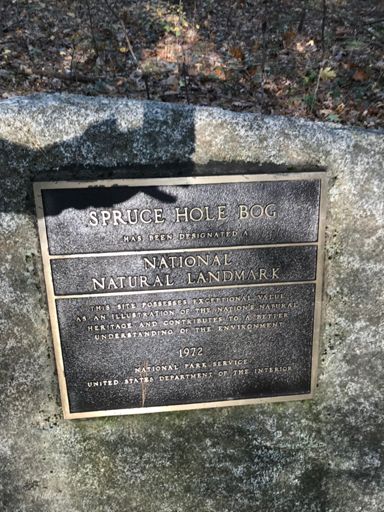 SPRUCE HOLE BOG
HAS BEEN DESIGNATED A
NATIONAL
NATURAL LANDMARK
THIS SITE POSSESSES EXCEPTIONAL VALUE
AS AN ILLUSTRATION OF THE NATION'S NATURAL
HERITAGE AND CONTRIBUTES TO A BETTER
UNDERSTANDING OF THE ENVIRONMENT
1972
NATIONAL PARK SERVICE
UNITED STATES DEPARTMENT OF THE INTERIOR